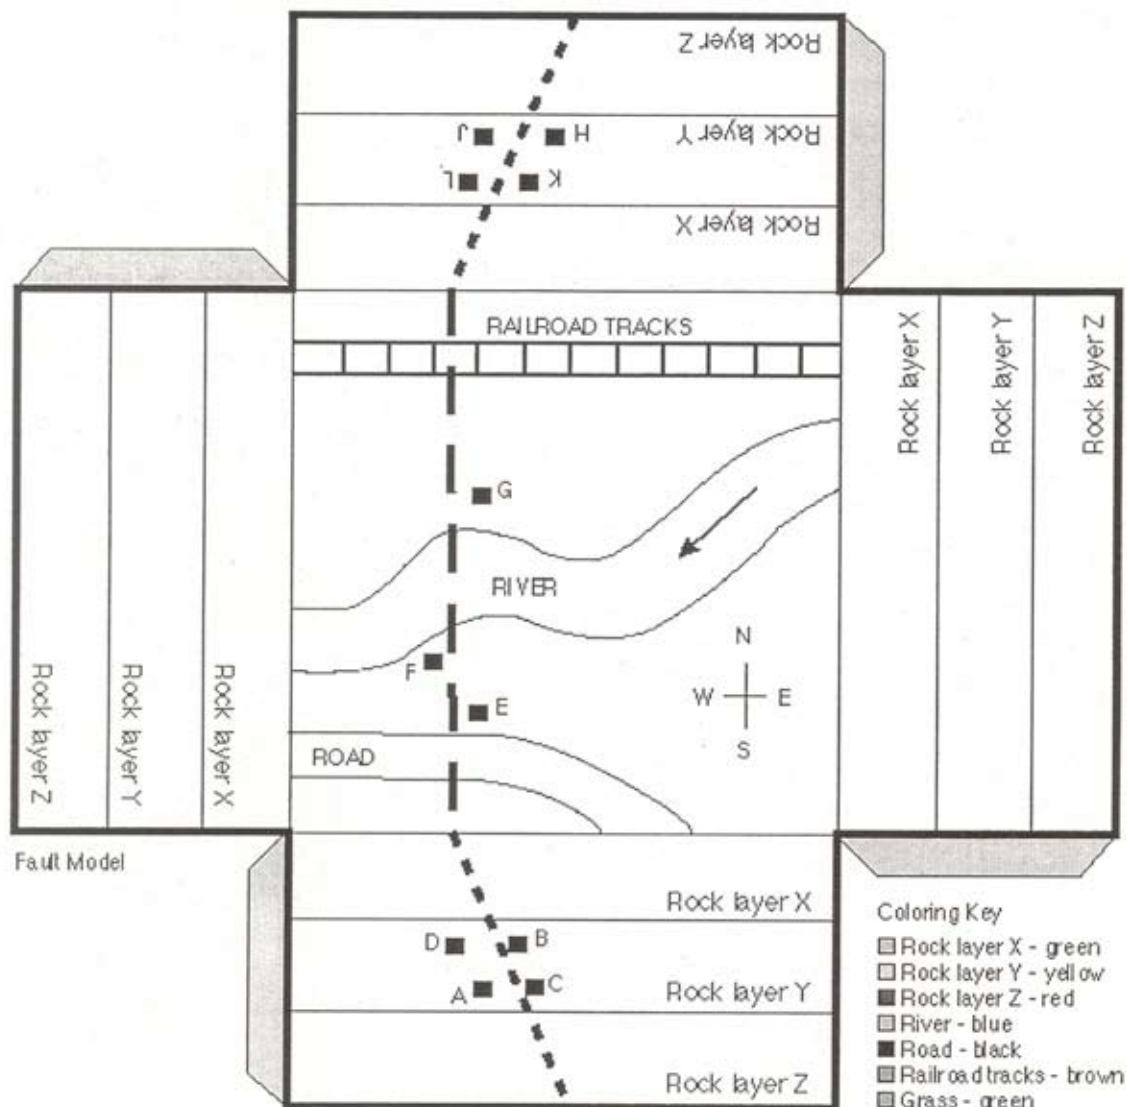 Rock layer Z
J
H
Rock layer Y
L
K
Rock layer X
RAILROAD TRACKS
Rock layer X
Rock layer Y
Rock layer Z
G
RIVER
N
W
E
S
F
E
Rock layer Z
Rock layer Y
Rock layer X
ROAD
Fault Model
Rock layer X
D
B
A
C
Rock layer Y
Rock layer Z
Coloring Key
Rock layer X - green
Rock layer Y - yellow
Rock layer Z - red
River - blue
Road - black
Railroad tracks - brown
Grass - green